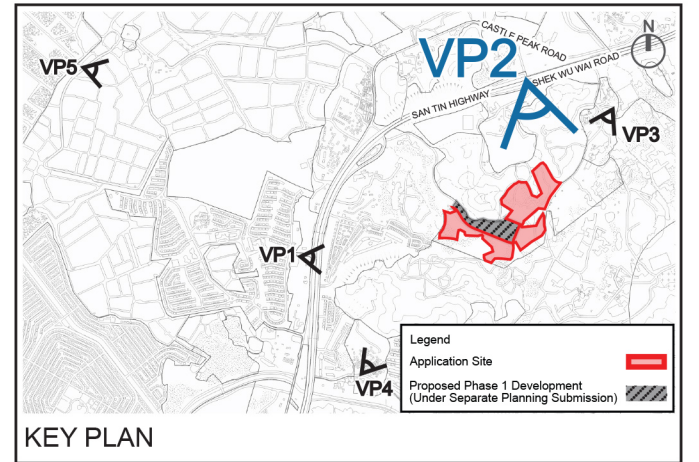 N
CASTLE PEAK ROAD
VP5
VP2
SHEK WU WAI ROAD
SAN TIN HIGHWAY
VP3
VP1
VP4
Legend
Application Site
Proposed Phase 1 Development
(Under Separate Planning Submission)
KEY PLAN